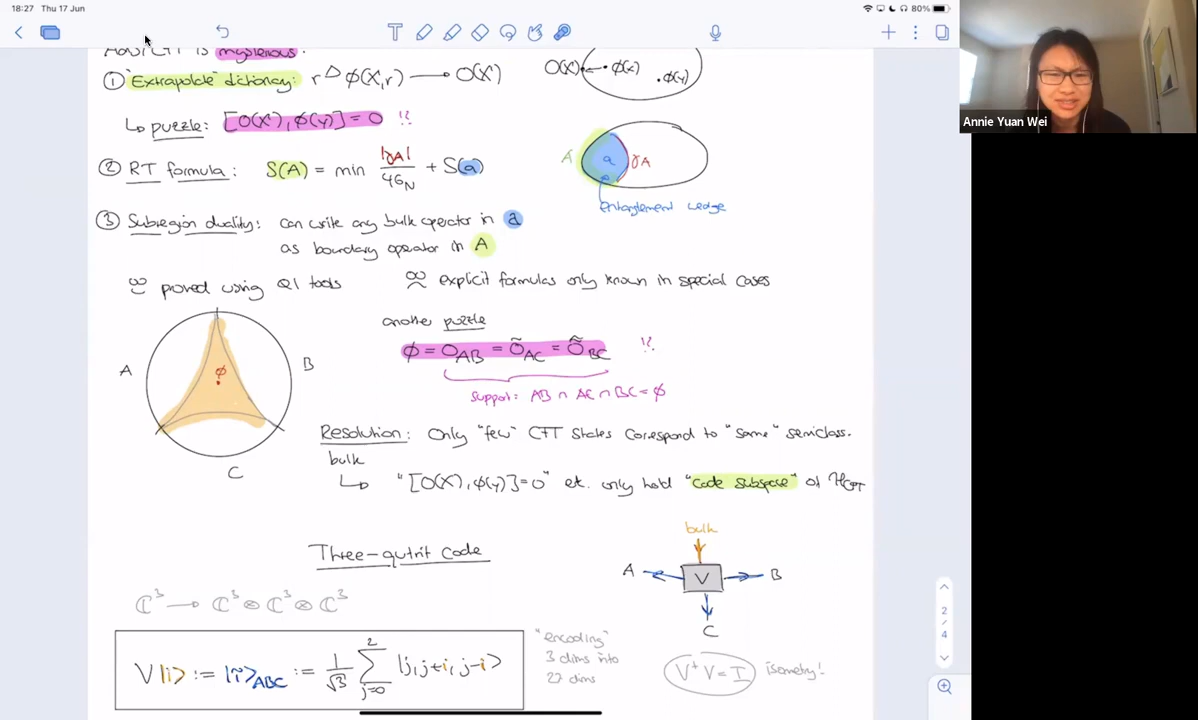 18:27 Thu 17 Jun
80%
AdS/CFT is mysterious:
① "Extrapolate" dictionary: r^Δ φ(X,r) → O(X)
O(X) ← φ(x) . φ(y)
↳ puzzle: [O(X), φ(y)] = 0 !?
② RT formula: S(A) = min |γA| / 4G_N + S(a)
A a γA
Entanglement wedge
③ Subregion duality: can write any bulk operator in a
as boundary operator in A
proved using QI tools
explicit formulas only known in special cases
another puzzle
φ = O_AB = Õ_AC = Õ̃_BC !?
support: AB ∩ AC ∩ BC = ∅
A φ B
C
Resolution: Only "few" CFT states correspond to "same" semiclass.
bulk
↳ "[O(X), φ(y)]=0" etc. only hold "code subspace" of H_CFT
Three-qutrit code
bulk
A V B
C
ℂ³ → ℂ³ ⊗ ℂ³ ⊗ ℂ³
V|i⟩ := |ĩ⟩_ABC := 1/√3 Σ_{j=0}^{2} |j, j+i, j-i⟩
"encoding"
3 dims into
27 dims
V†V = I isometry!
2
/
4
Annie Yuan Wei